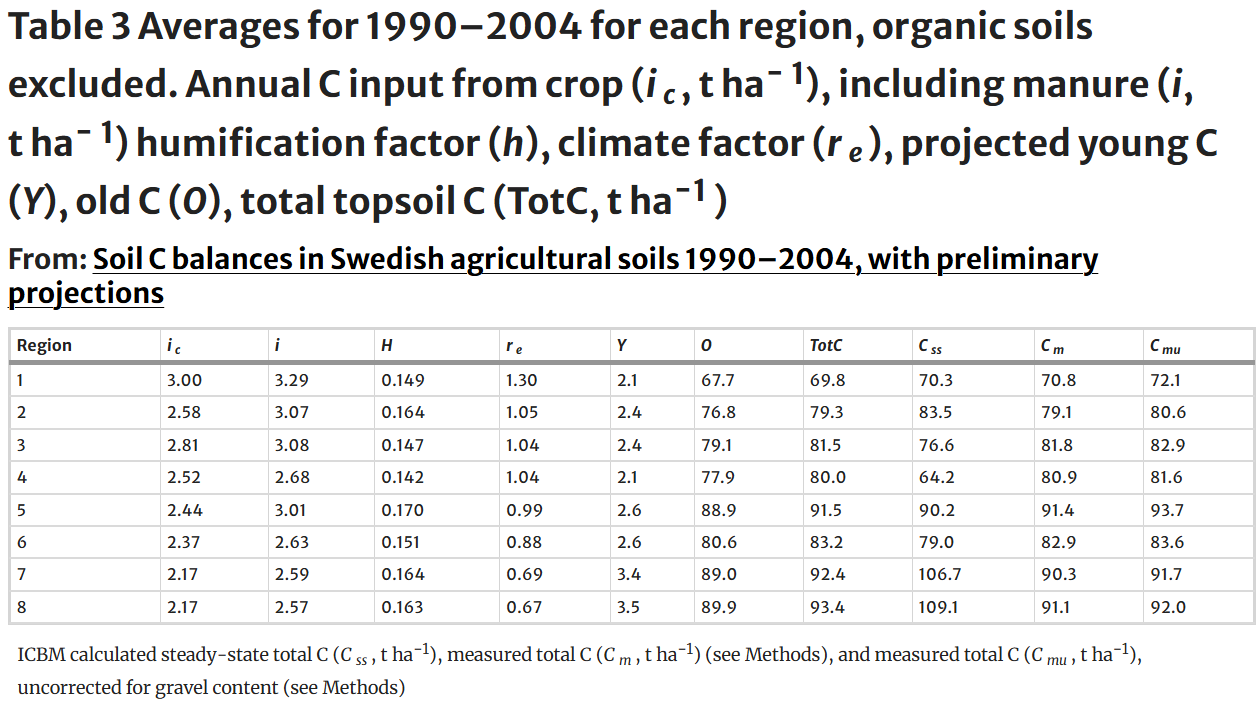 Table 3 Averages for 1990–2004 for each region, organic soils
excluded. Annual C input from crop (i c, t ha− 1), including manure (i,
t ha− 1) humification factor (h), climate factor (r e), projected young C
(Y), old C (O), total topsoil C (TotC, t ha−1 )
From: Soil C balances in Swedish agricultural soils 1990–2004, with preliminary
projections
Region i c i H r e Y O TotC C ss C m C mu
1 3.00 3.29 0.149 1.30 2.1 67.7 69.8 70.3 70.8 72.1
2 2.58 3.07 0.164 1.05 2.4 76.8 79.3 83.5 79.1 80.6
3 2.81 3.08 0.147 1.04 2.4 79.1 81.5 76.6 81.8 82.9
4 2.52 2.68 0.142 1.04 2.1 77.9 80.0 64.2 80.9 81.6
5 2.44 3.01 0.170 0.99 2.6 88.9 91.5 90.2 91.4 93.7
6 2.37 2.63 0.151 0.88 2.6 80.6 83.2 79.0 82.9 83.6
7 2.17 2.59 0.164 0.69 3.4 89.0 92.4 106.7 90.3 91.7
8 2.17 2.57 0.163 0.67 3.5 89.9 93.4 109.1 91.1 92.0
ICBM calculated steady-state total C (C ss, t ha−1), measured total C (C m, t ha−1) (see Methods), and measured total C (C mu, t ha−1),
uncorrected for gravel content (see Methods)